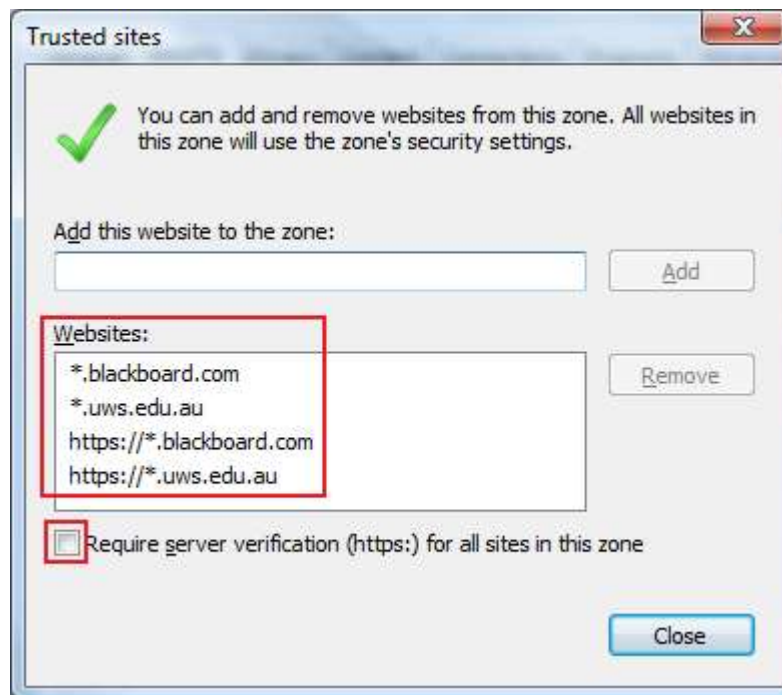 Trusted sites
You can add and remove websites from this zone. All websites in
this zone will use the zone's security settings.
Add this website to the zone:
Add
Websites:
*.blackboard.com
*.uws.edu.au
https://*.blackboard.com
https://*.uws.edu.au
Remove
Require server verification (https:) for all sites in this zone
Close